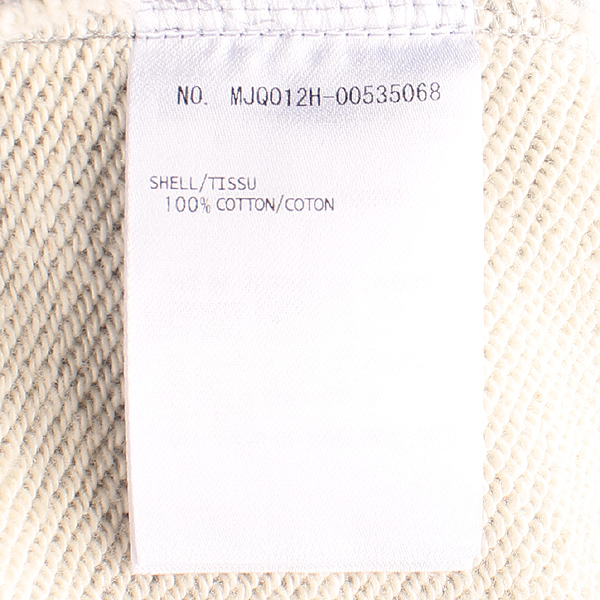 NO. MJQ012H-00535068
SHELL/TISSU
100% COTTON/COTON